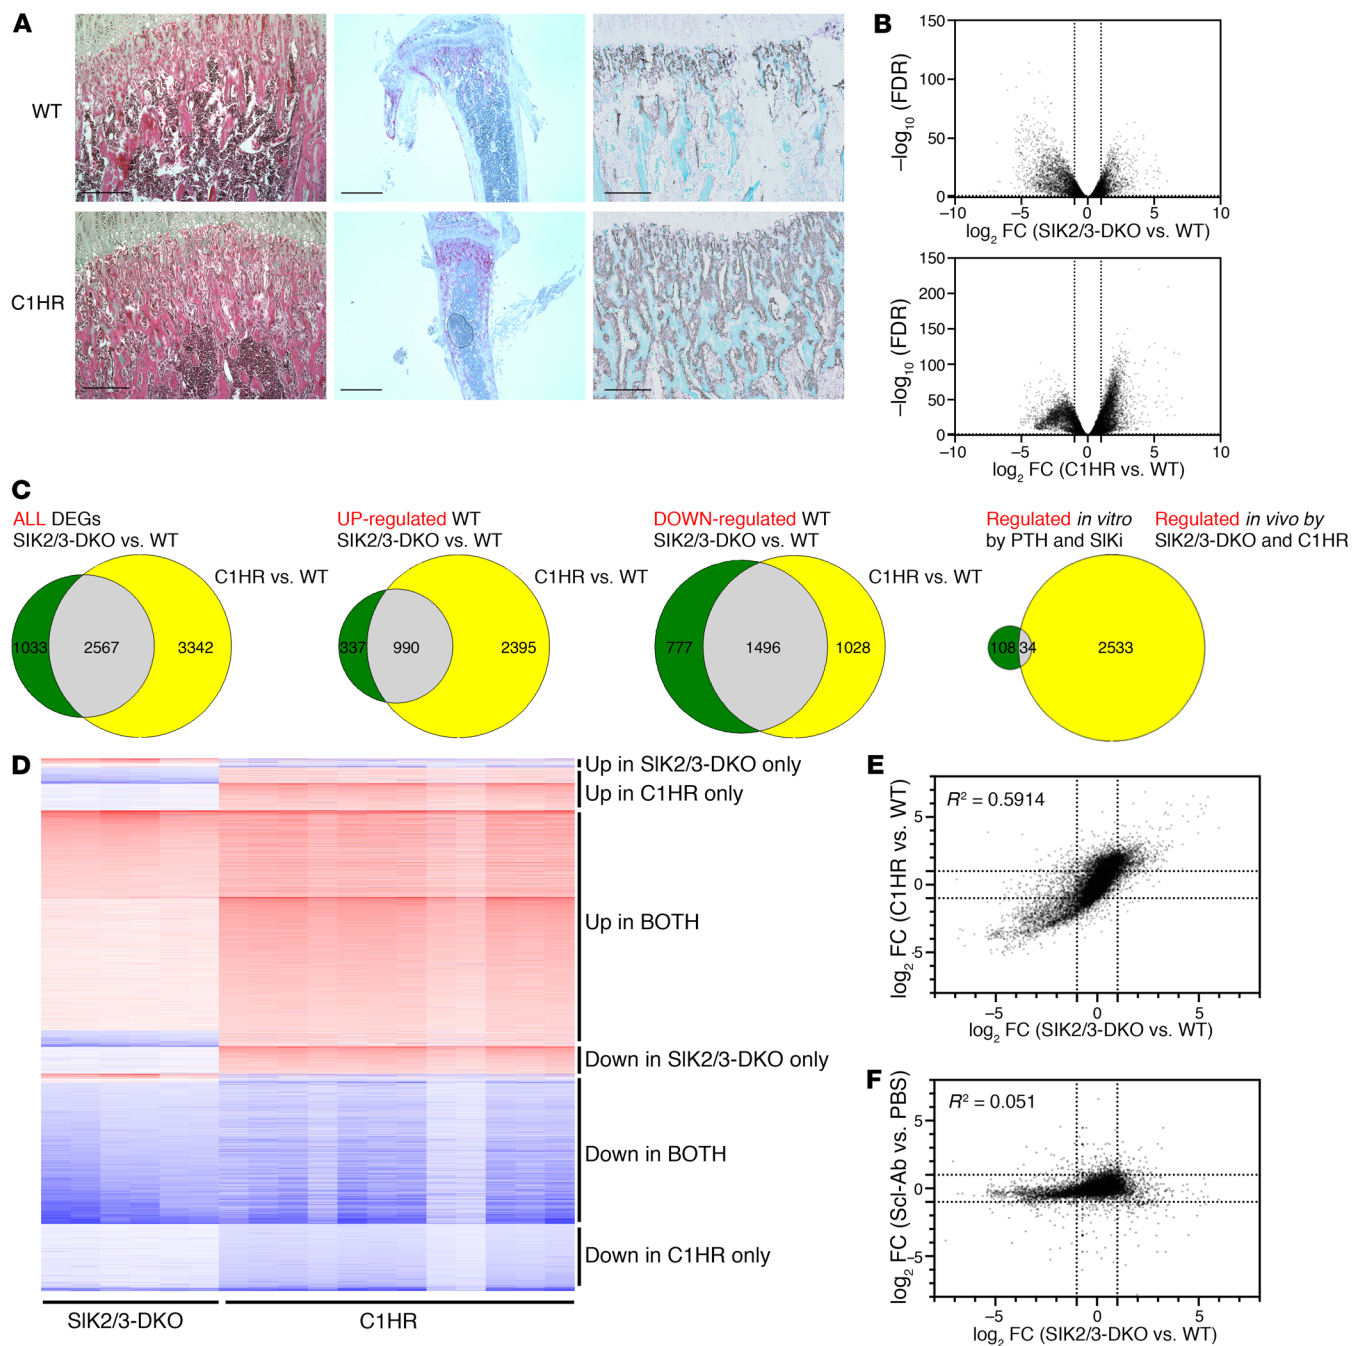 A
WT
C1HR
B
150
100
50
0
–log10 (FDR)
–10 –5 0 5 10
log2 FC (SIK2/3-DKO vs. WT)
250
200
150
100
50
0
–log10 (FDR)
–10 –5 0 5 10
log2 FC (C1HR vs. WT)
C
ALL DEGs
SIK2/3-DKO vs. WT
C1HR vs. WT
1033 2567 3342
UP-regulated WT
SIK2/3-DKO vs. WT
C1HR vs. WT
337 990 2395
DOWN-regulated WT
SIK2/3-DKO vs. WT
C1HR vs. WT
777 1496 1028
Regulated in vitro
by PTH and SIKi
Regulated in vivo by
SIK2/3-DKO and C1HR
108 34 2533
D
Up in SIK2/3-DKO only
Up in C1HR only
Up in BOTH
Down in SIK2/3-DKO only
Down in BOTH
Down in C1HR only
SIK2/3-DKO C1HR
E
R2 = 0.5914
5
0
-5
log2 FC (C1HR vs. WT)
–5 0 5
log2 FC (SIK2/3-DKO vs. WT)
F
R2 = 0.051
5
0
–5
log2 FC (Scl-Ab vs. PBS)
–5 0 5
log2 FC (SIK2/3-DKO vs. WT)